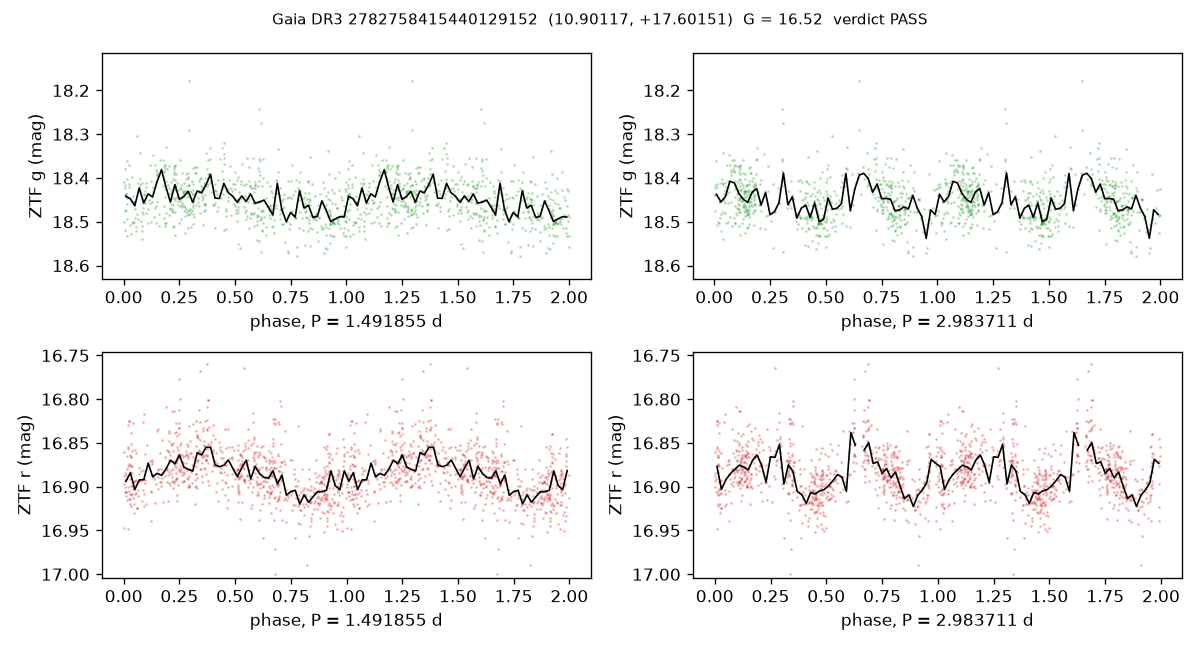 Gaia DR3 2782758415440129152  (10.90117, +17.60151)  G = 16.52  verdict PASS
ZTF g (mag)
18.2
18.3
18.4
18.5
18.6
0.00 0.25 0.50 0.75 1.00 1.25 1.50 1.75 2.00
phase, P = 1.491855 d
ZTF g (mag)
18.2
18.3
18.4
18.5
18.6
0.00 0.25 0.50 0.75 1.00 1.25 1.50 1.75 2.00
phase, P = 2.983711 d
ZTF r (mag)
16.75
16.80
16.85
16.90
16.95
17.00
0.00 0.25 0.50 0.75 1.00 1.25 1.50 1.75 2.00
phase, P = 1.491855 d
ZTF r (mag)
16.75
16.80
16.85
16.90
16.95
17.00
0.00 0.25 0.50 0.75 1.00 1.25 1.50 1.75 2.00
phase, P = 2.983711 d